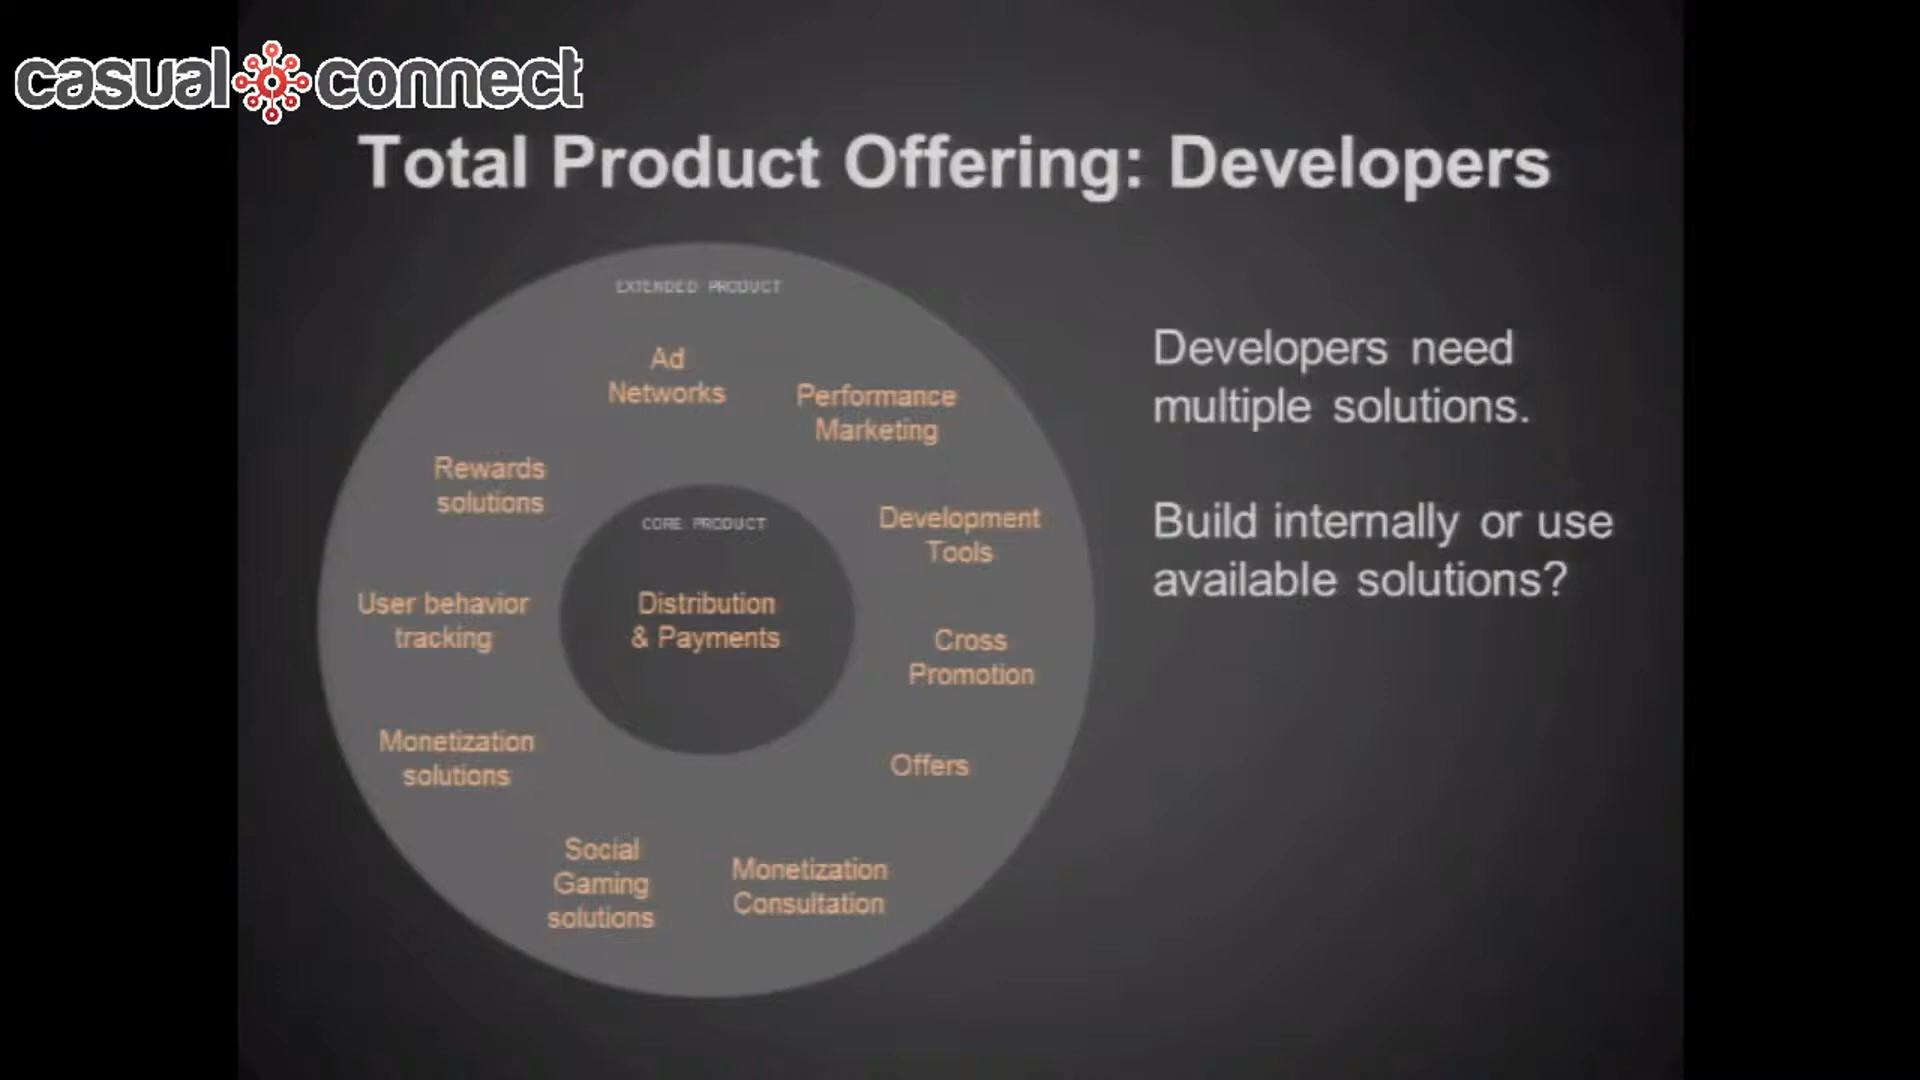 casual connect
Total Product Offering: Developers
EXTENDED PRODUCT
Ad
Networks
Performance
Marketing
Rewards
solutions
Development
Tools
CORE PRODUCT
Distribution
& Payments
User behavior
tracking
Cross
Promotion
Monetization
solutions
Offers
Social
Gaming
solutions
Monetization
Consultation
Developers need
multiple solutions.
Build internally or use
available solutions?